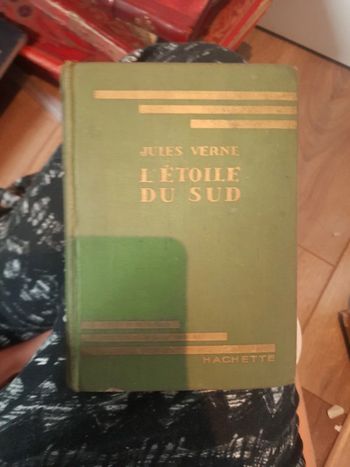 JULES VERNE
L'ÉTOILE
DU SUD
HACHETTE